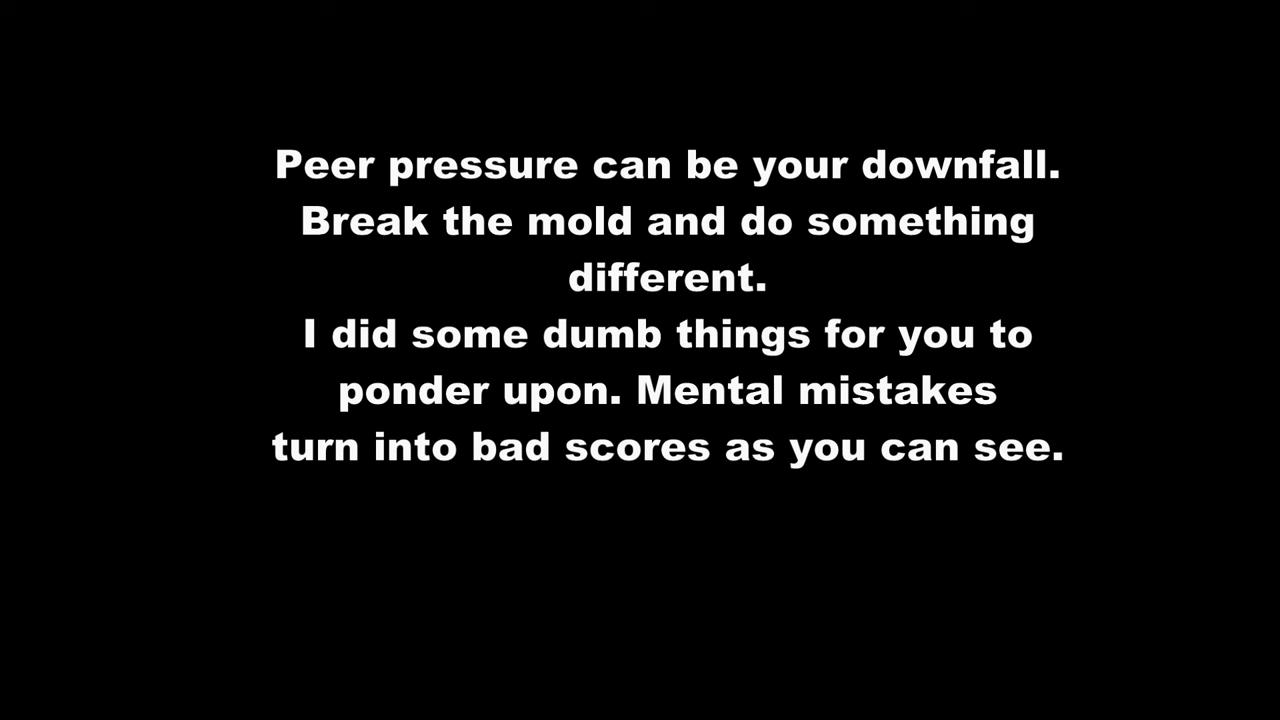 Peer pressure can be your downfall.
Break the mold and do something
different.
I did some dumb things for you to
ponder upon. Mental mistakes
turn into bad scores as you can see.